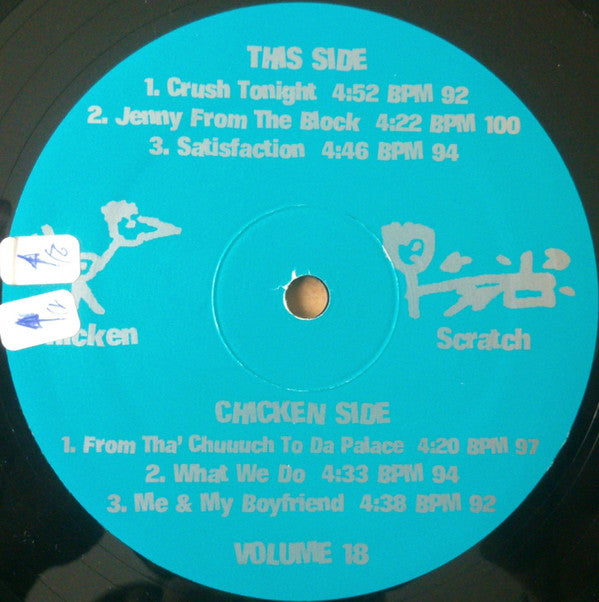 THIS SIDE
1. Crush Tonight 4:52 BPM 92
2. Jenny From The Block 4:22 BPM 100
3. Satisfaction 4:46 BPM 94
Scratch
CHICKEN SIDE
1. From Tha' Chuuuch To Da Palace 4:20 BPM 97
2. What We Do 4:33 BPM 94
3. Me & My Boyfriend 4:38 BPM 92
VOLUME 18